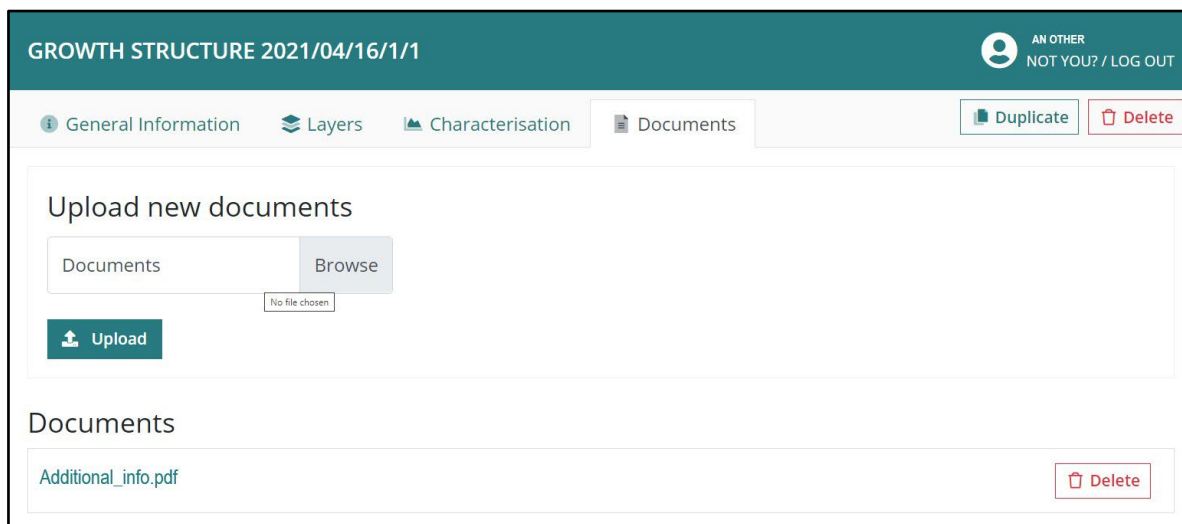 GROWTH STRUCTURE 2021/04/16/1/1
AN OTHER
NOT YOU? / LOG OUT
General Information Layers Characterisation Documents Duplicate Delete
Upload new documents
Documents Browse
No file chosen
Upload
Documents
Additional_info.pdf Delete